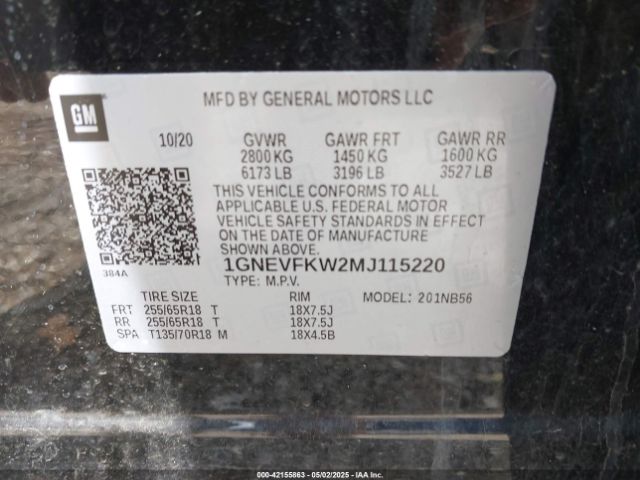 GM
MFD BY GENERAL MOTORS LLC
10/20 GVWR GAWR FRT GAWR RR
2800 KG 1450 KG 1600 KG
6173 LB 3196 LB 3527 LB
THIS VEHICLE CONFORMS TO ALL
APPLICABLE U.S. FEDERAL MOTOR
VEHICLE SAFETY STANDARDS IN EFFECT
ON THE DATE OF MANUFACTURE
SHOWN ABOVE.
384A 1GNEVFKW2MJ115220
TYPE: M.P.V.
TIRE SIZE RIM MODEL: 201NB56
FRT 255/65R18 T 18X7.5J
RR 255/65R18 T 18X7.5J
SPA T135/70R18 M 18X4.5B
000-42155863 - 05/02/2025 - IAA